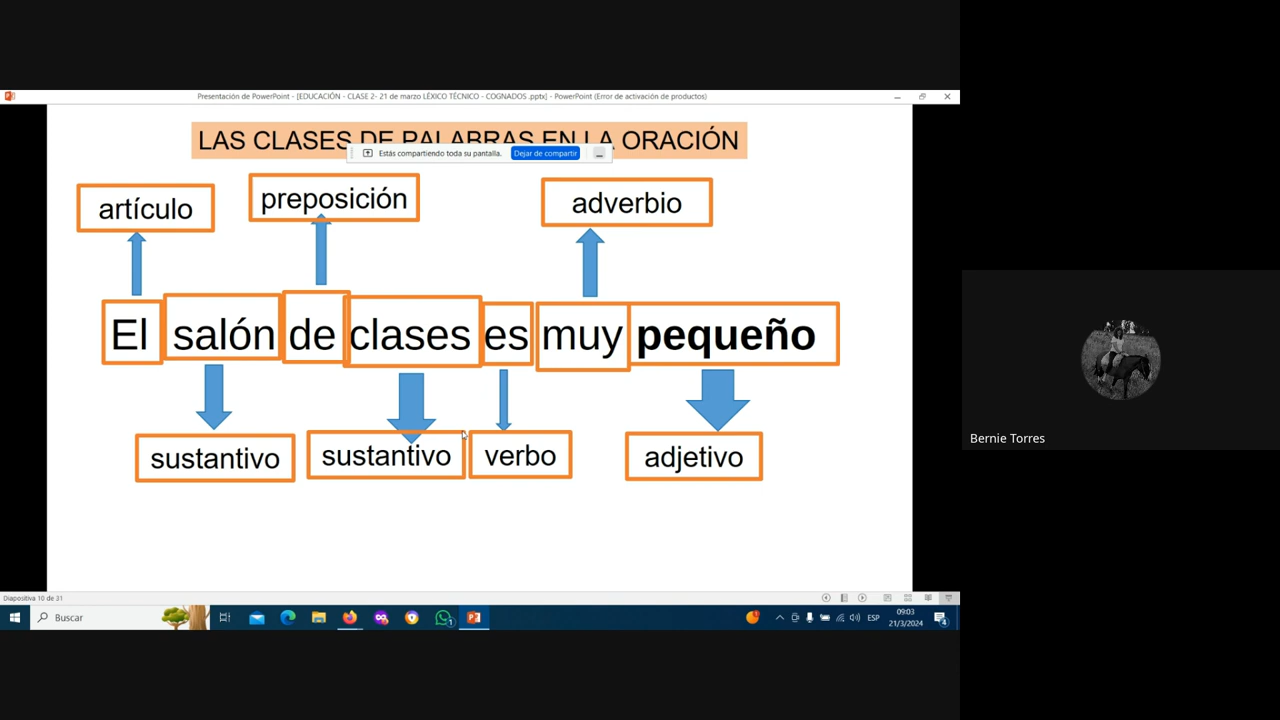 Presentación de PowerPoint - [EDUCACIÓN - CLASE 2- 21 de marzo LÉXICO TÉCNICO - COGNADOS .pptx] - PowerPoint (Error de activación de productos)
LAS CLASES DE PALABRAS EN LA ORACIÓN
Estás compartiendo toda su pantalla.
Dejar de compartir
artículo
preposición
adverbio
El salón de clases es muy pequeño
sustantivo
sustantivo
verbo
adjetivo
Bernie Torres
Diapositiva 10 de 31
Buscar
1
ESP
09:03
21/3/2024
4